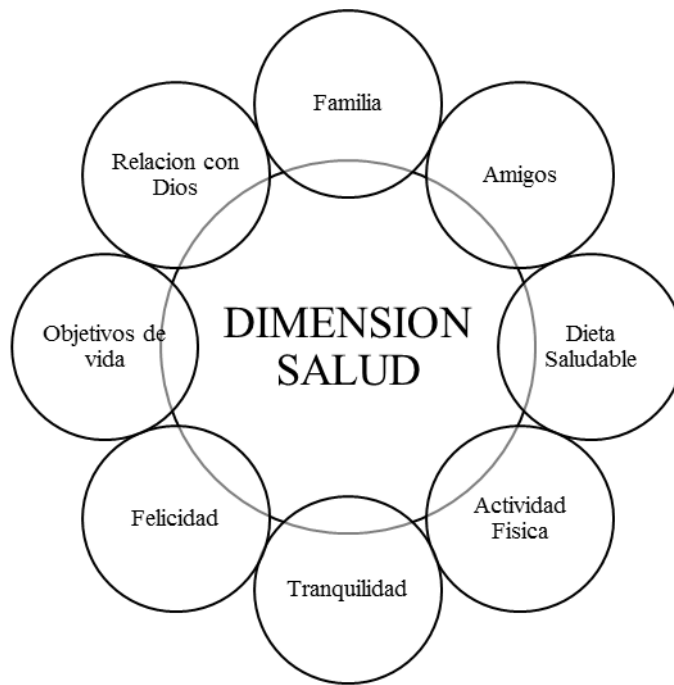 Familia
Amigos
Dieta
Saludable
Actividad
Fisica
Tranquilidad
Felicidad
Objetivos de
vida
Relacion con
Dios
DIMENSION
SALUD